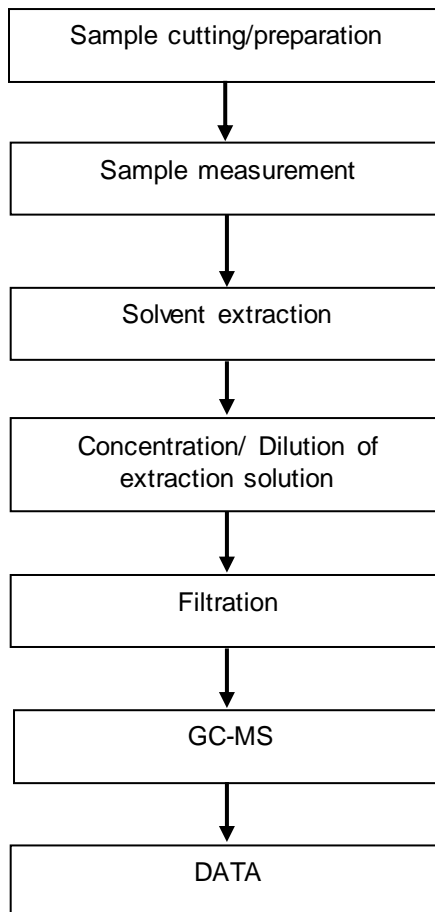 Sample cutting/preparation
Sample measurement
Solvent extraction
Concentration/ Dilution of
extraction solution
Filtration
GC-MS
DATA